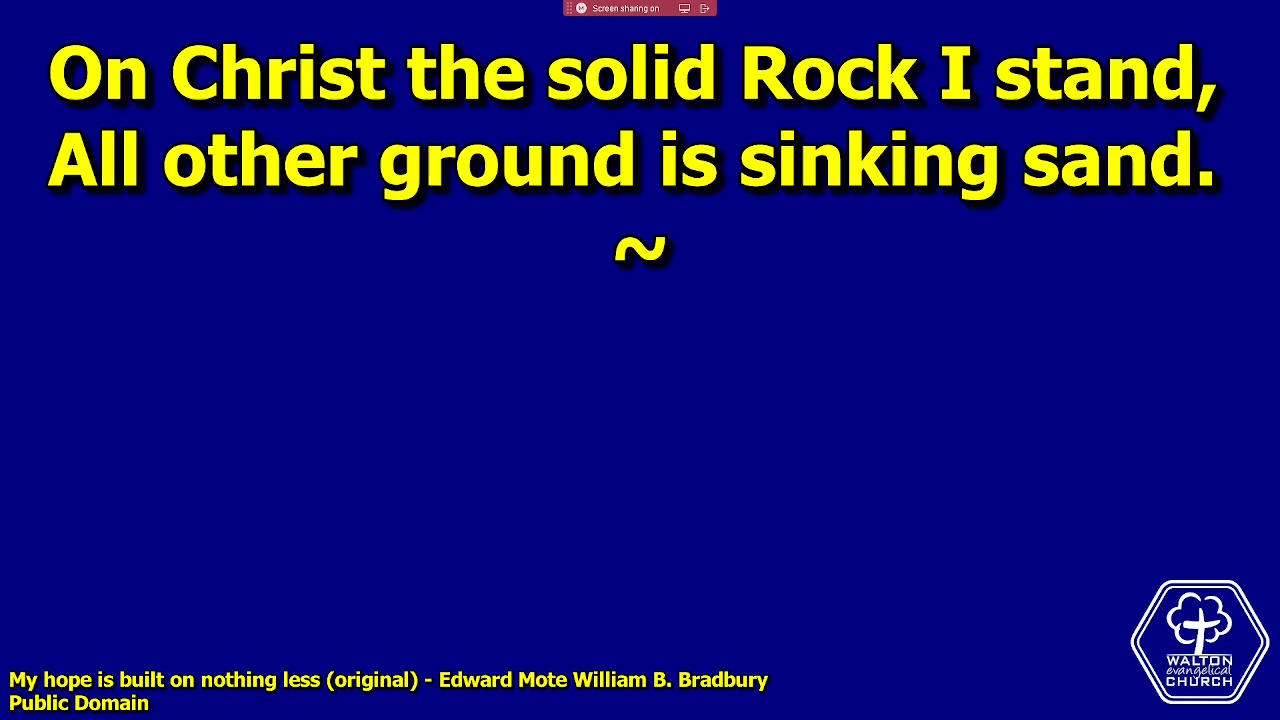 Screen sharing on
On Christ the solid Rock I stand,
All other ground is sinking sand.
~
WALTON
evangelical
CHURCH
My hope is built on nothing less (original) - Edward Mote William B. Bradbury
Public Domain